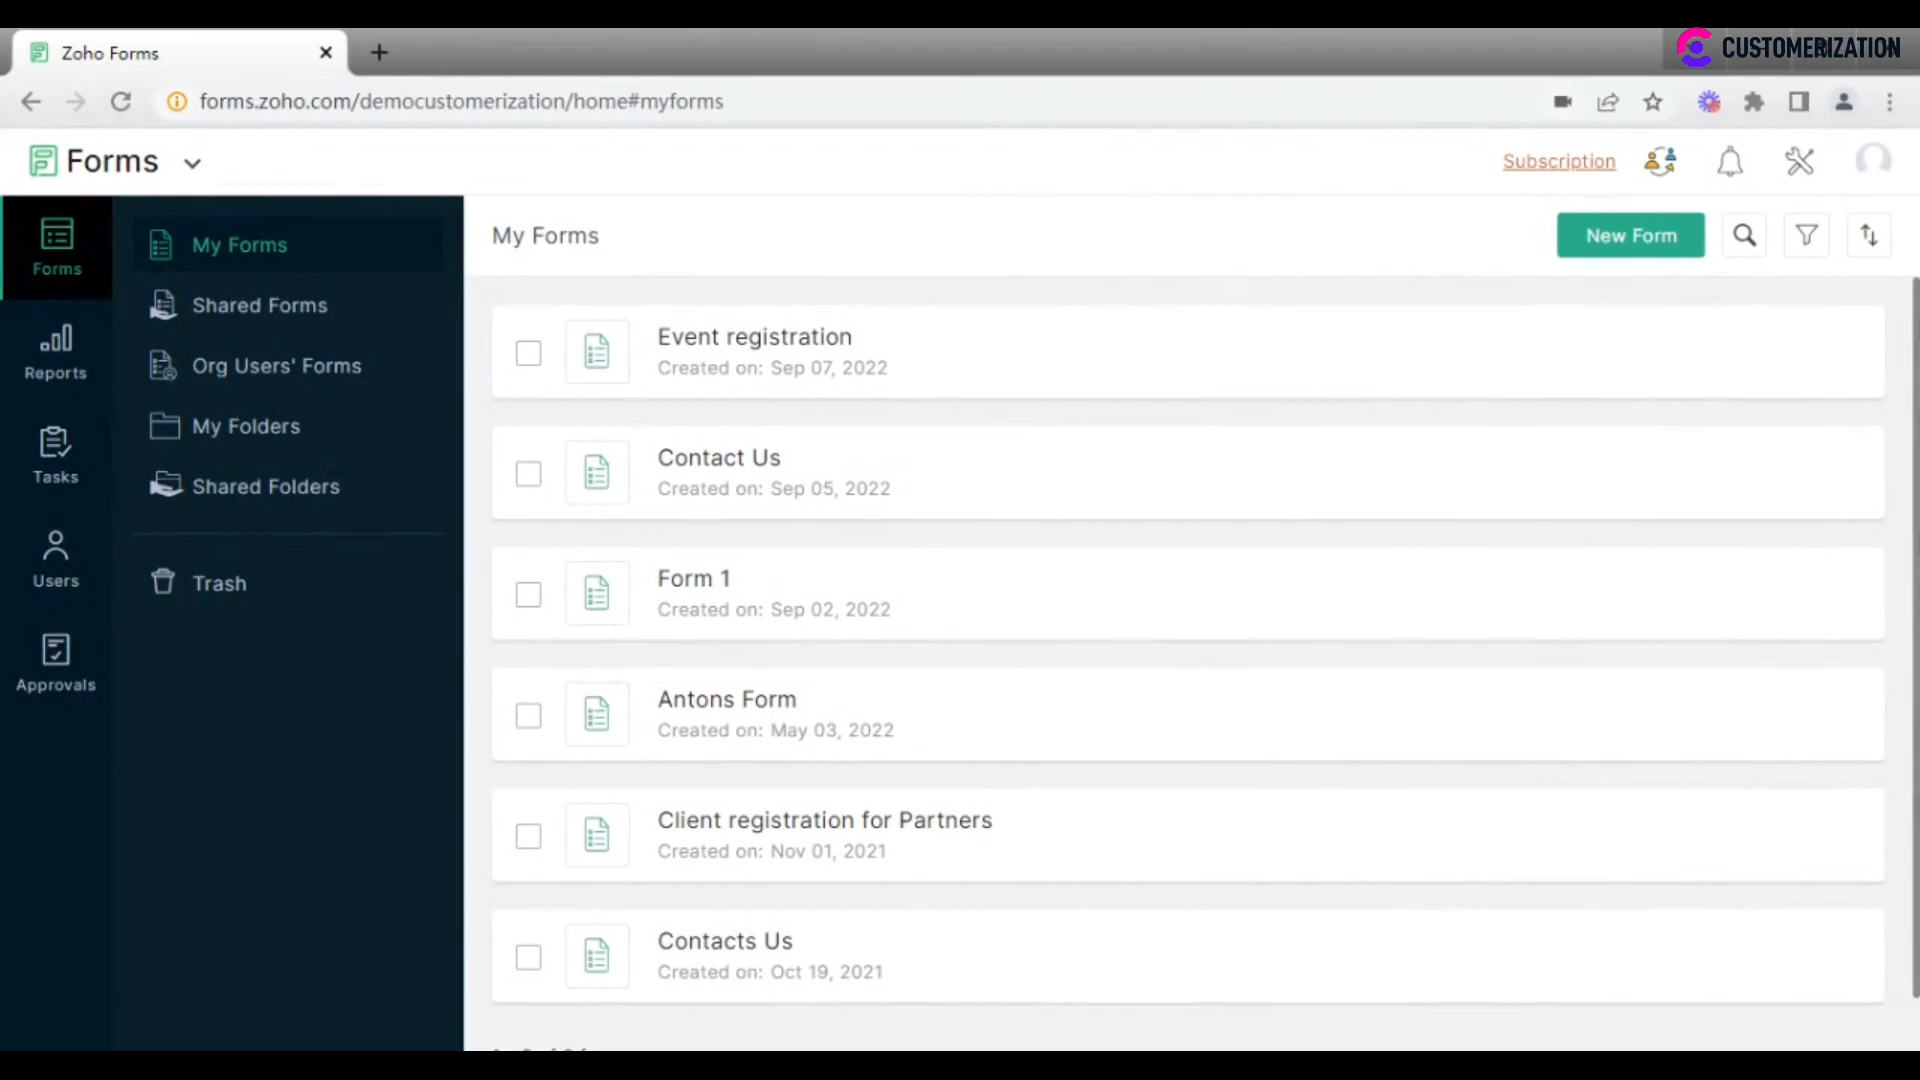 Zoho Forms
CUSTOMERIZATION
forms.zoho.com/democustomerization/home#myforms
Forms
Subscription
Forms
Reports
Tasks
Users
Approvals
My Forms
Shared Forms
Org Users' Forms
My Folders
Shared Folders
Trash
My Forms
New Form
Event registration
Created on: Sep 07, 2022
Contact Us
Created on: Sep 05, 2022
Form 1
Created on: Sep 02, 2022
Antons Form
Created on: May 03, 2022
Client registration for Partners
Created on: Nov 01, 2021
Contacts Us
Created on: Oct 19, 2021